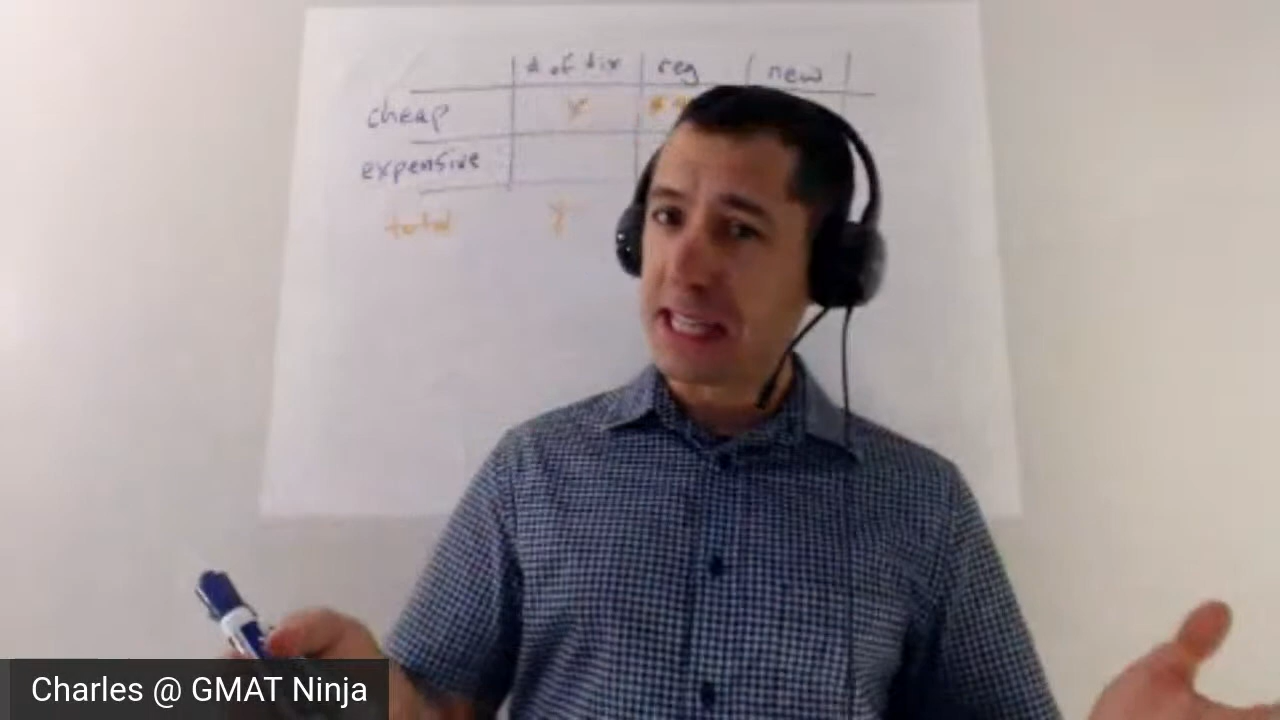 # of tix reg new
cheap x
expensive
total
Charles @ GMAT Ninja